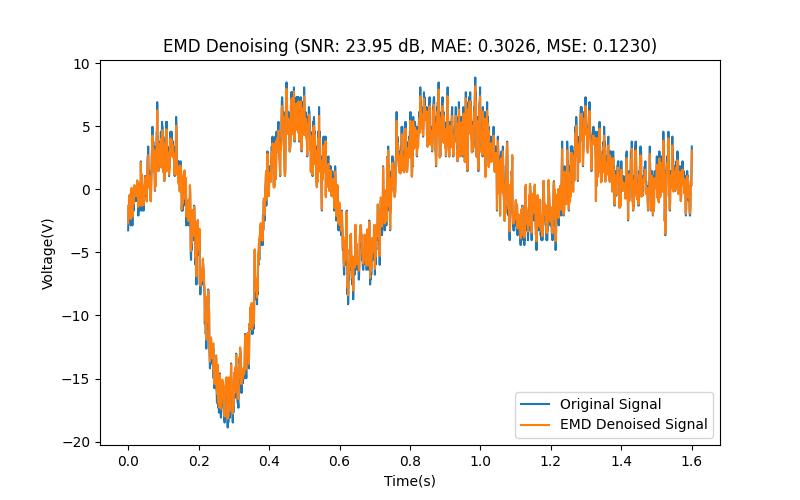 EMD Denoising (SNR: 23.95 dB, MAE: 0.3026, MSE: 0.1230)
10
5
0
−5
−10
−15
−20
Voltage(V)
Original Signal
EMD Denoised Signal
0.0 0.2 0.4 0.6 0.8 1.0 1.2 1.4 1.6
Time(s)